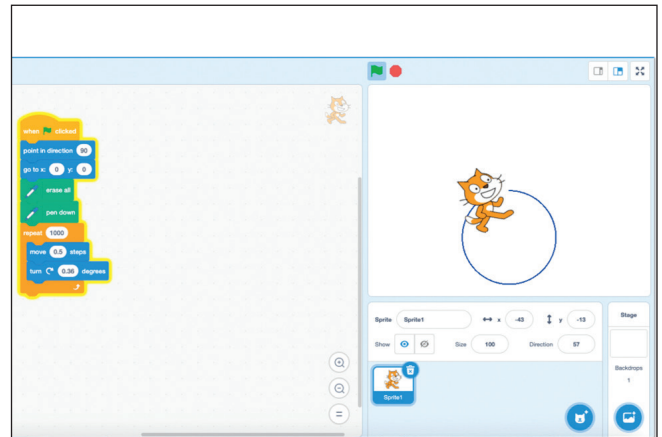 when clicked
point in direction 90
go to x: 0 y: 0
erase all
pen down
repeat 1000
move 0.5 steps
turn 0.36 degrees
Sprite Sprite1 x -43 y -13
Show Size 100 Direction 57
Sprite1
Stage
Backdrops
1